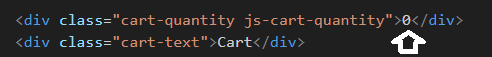 <div class="cart-quantity js-cart-quantity">0</div>
<div class="cart-text">Cart</div>